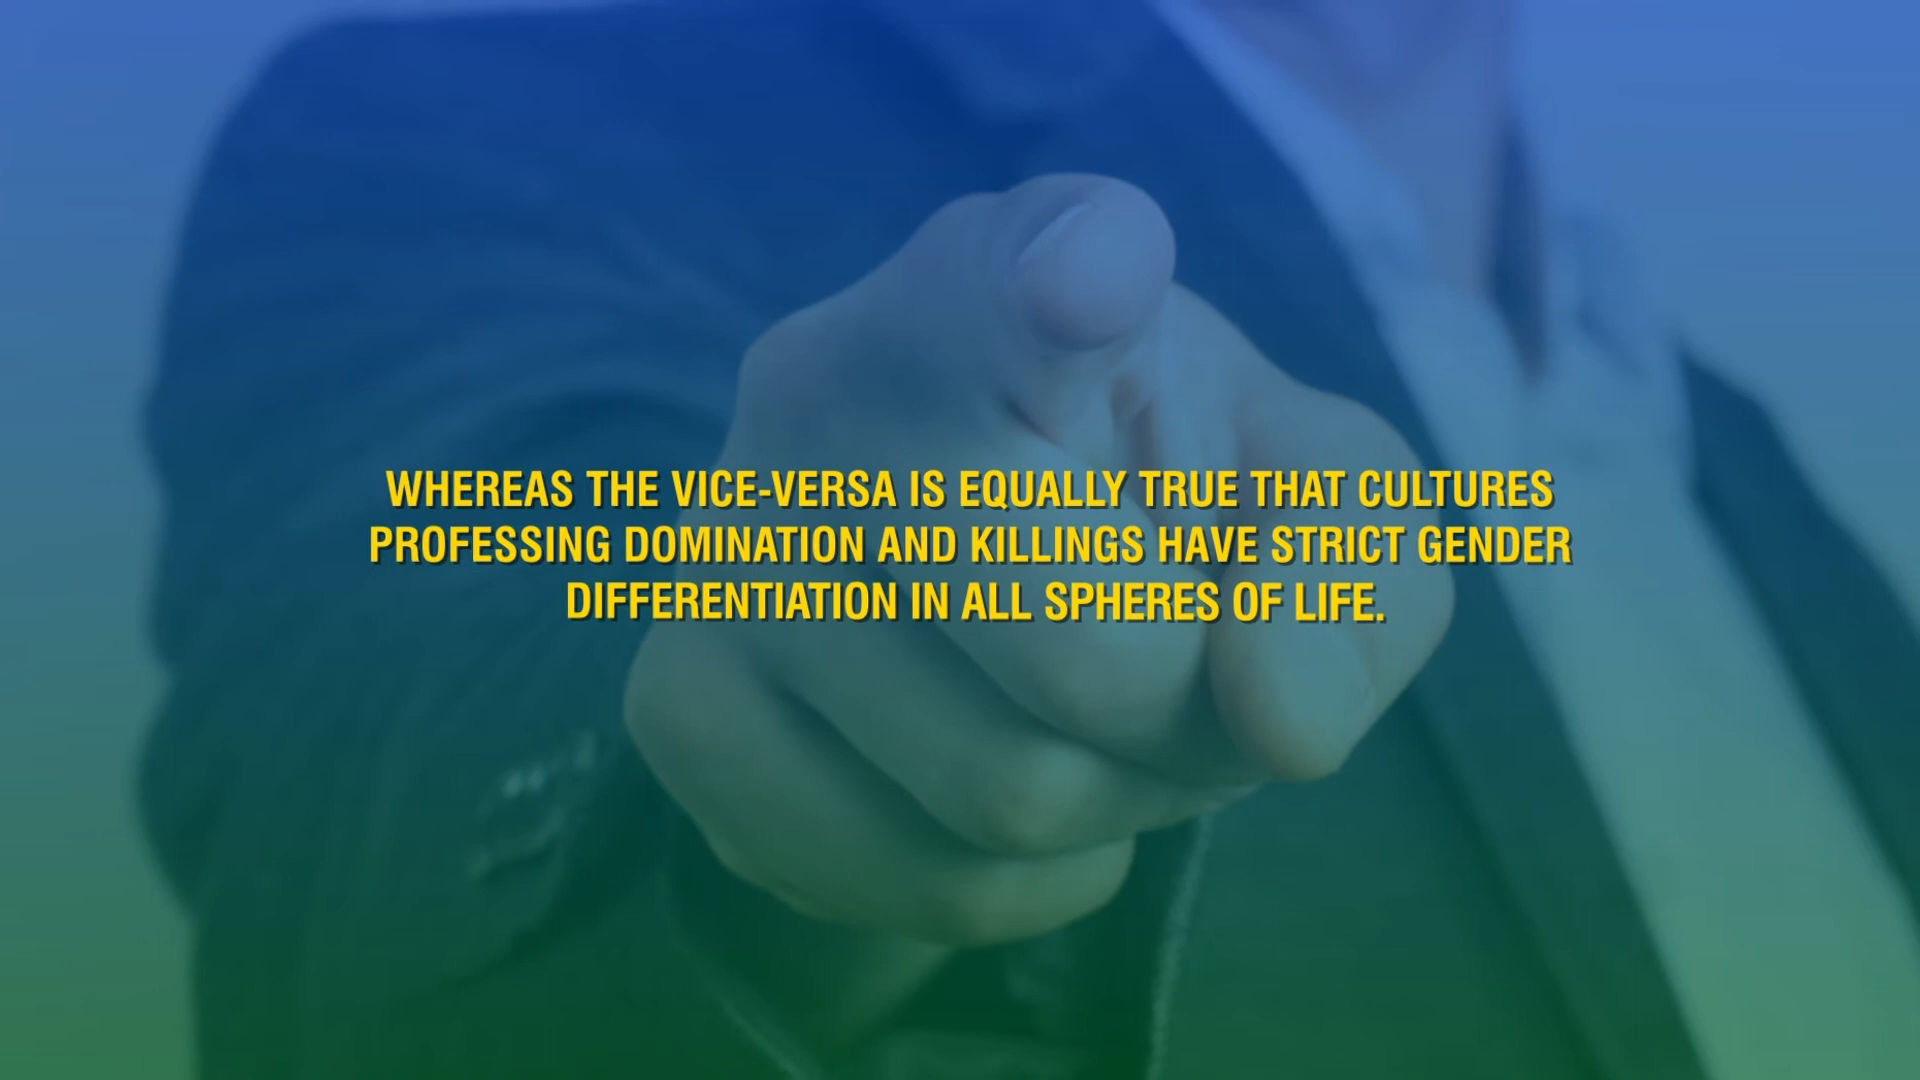 WHEREAS THE VICE-VERSA IS EQUALLY TRUE THAT CULTURES
PROFESSING DOMINATION AND KILLINGS HAVE STRICT GENDER
DIFFERENTIATION IN ALL SPHERES OF LIFE.